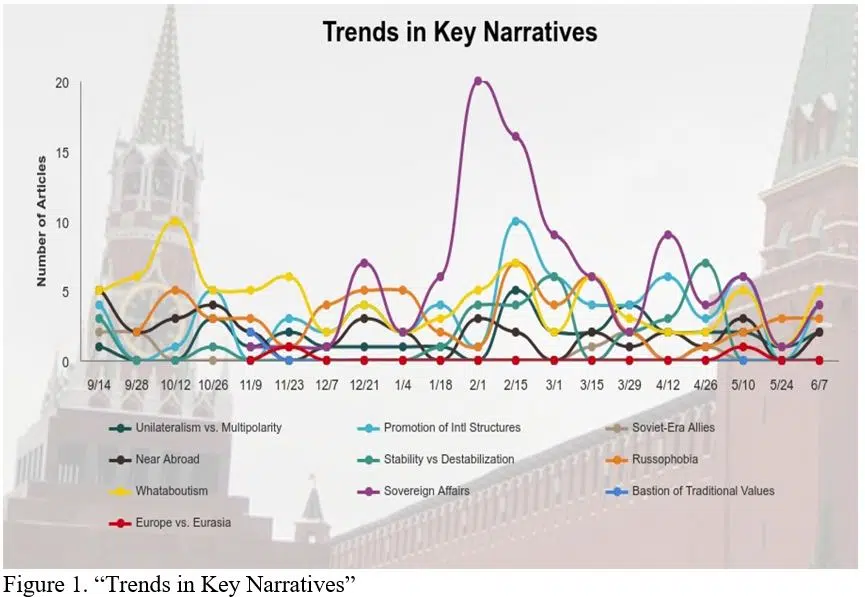 Trends in Key Narratives
20
15
10
5
0
Number of Articles
9/14 9/28 10/12 10/26 11/9 11/23 12/7 12/21 1/4 1/18 2/1 2/15 3/1 3/15 3/29 4/12 4/26 5/10 5/24 6/7
Unilateralism vs. Multipolarity Promotion of Intl Structures Soviet-Era Allies
Near Abroad Stability vs Destabilization Russophobia
Whataboutism Sovereign Affairs Bastion of Traditional Values
Europe vs. Eurasia
Figure 1. “Trends in Key Narratives”